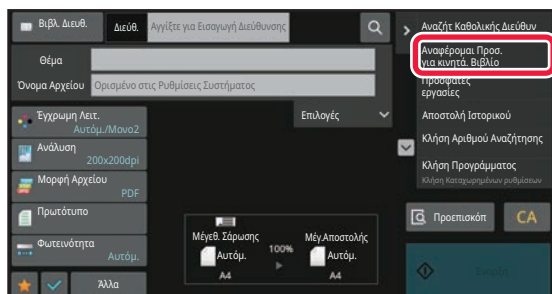 Βιβλ. Διευθ.
Διεύθ.
Αγγίξτε για Εισαγωγή Διεύθυνσης
Θέμα
Όνομα Αρχείου
Ορισμένο στις Ρυθμίσεις Συστήματος
Έγχρωμη Λειτ.
Αυτόμ./Mono2
Ανάλυση
200x200dpi
Μορφή Αρχείου
PDF
Πρωτότυπο
Φωτεινότητα
Αυτόμ.
Άλλα
Επιλογές
Μέγεθ. Σάρωσης
Αυτόμ.
A4
100%
Μέγ.Αποστολής
Αυτόμ.
A4
Αναζήτ Καθολικής Διεύθυν
Αναφέρομαι Προσ.
για κινητά. Βιβλίο
Πρόσφατες
εργασίες
Αποστολή Ιστορικού
Κλήση Αριθμού Αναζήτησης
Κλήση Προγράμματος
Κλήση Καταχωρημένων ρυθμίσεων
Προεπισκόπ
CA
Έναρξη